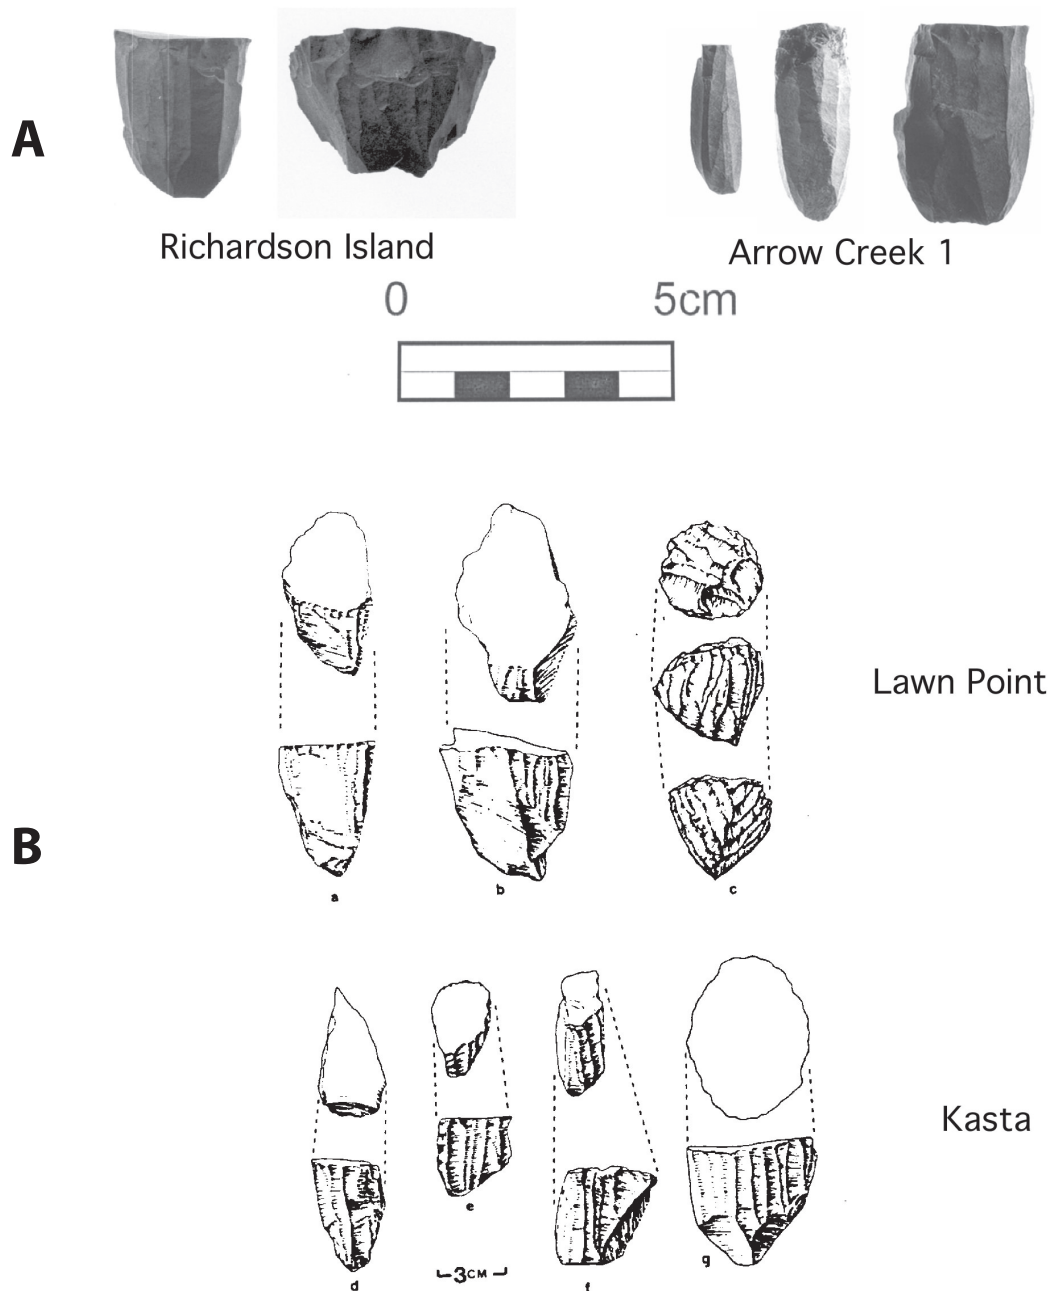 A
Richardson Island
Arrow Creek 1
0 5cm
a
b
c
Lawn Point
B
d
e
f
g
Kasta
3CM